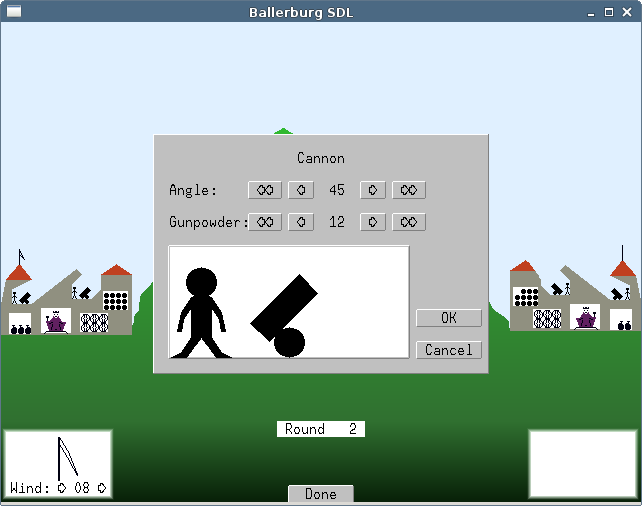 Ballerburg SDL
Cannon
Angle: ◇◇ ◇ 45 ◇ ◇◇
Gunpowder: ◇◇ ◇ 12 ◇ ◇◇
OK
Cancel
Round 2
Wind: ◇ 08 ◇
Done